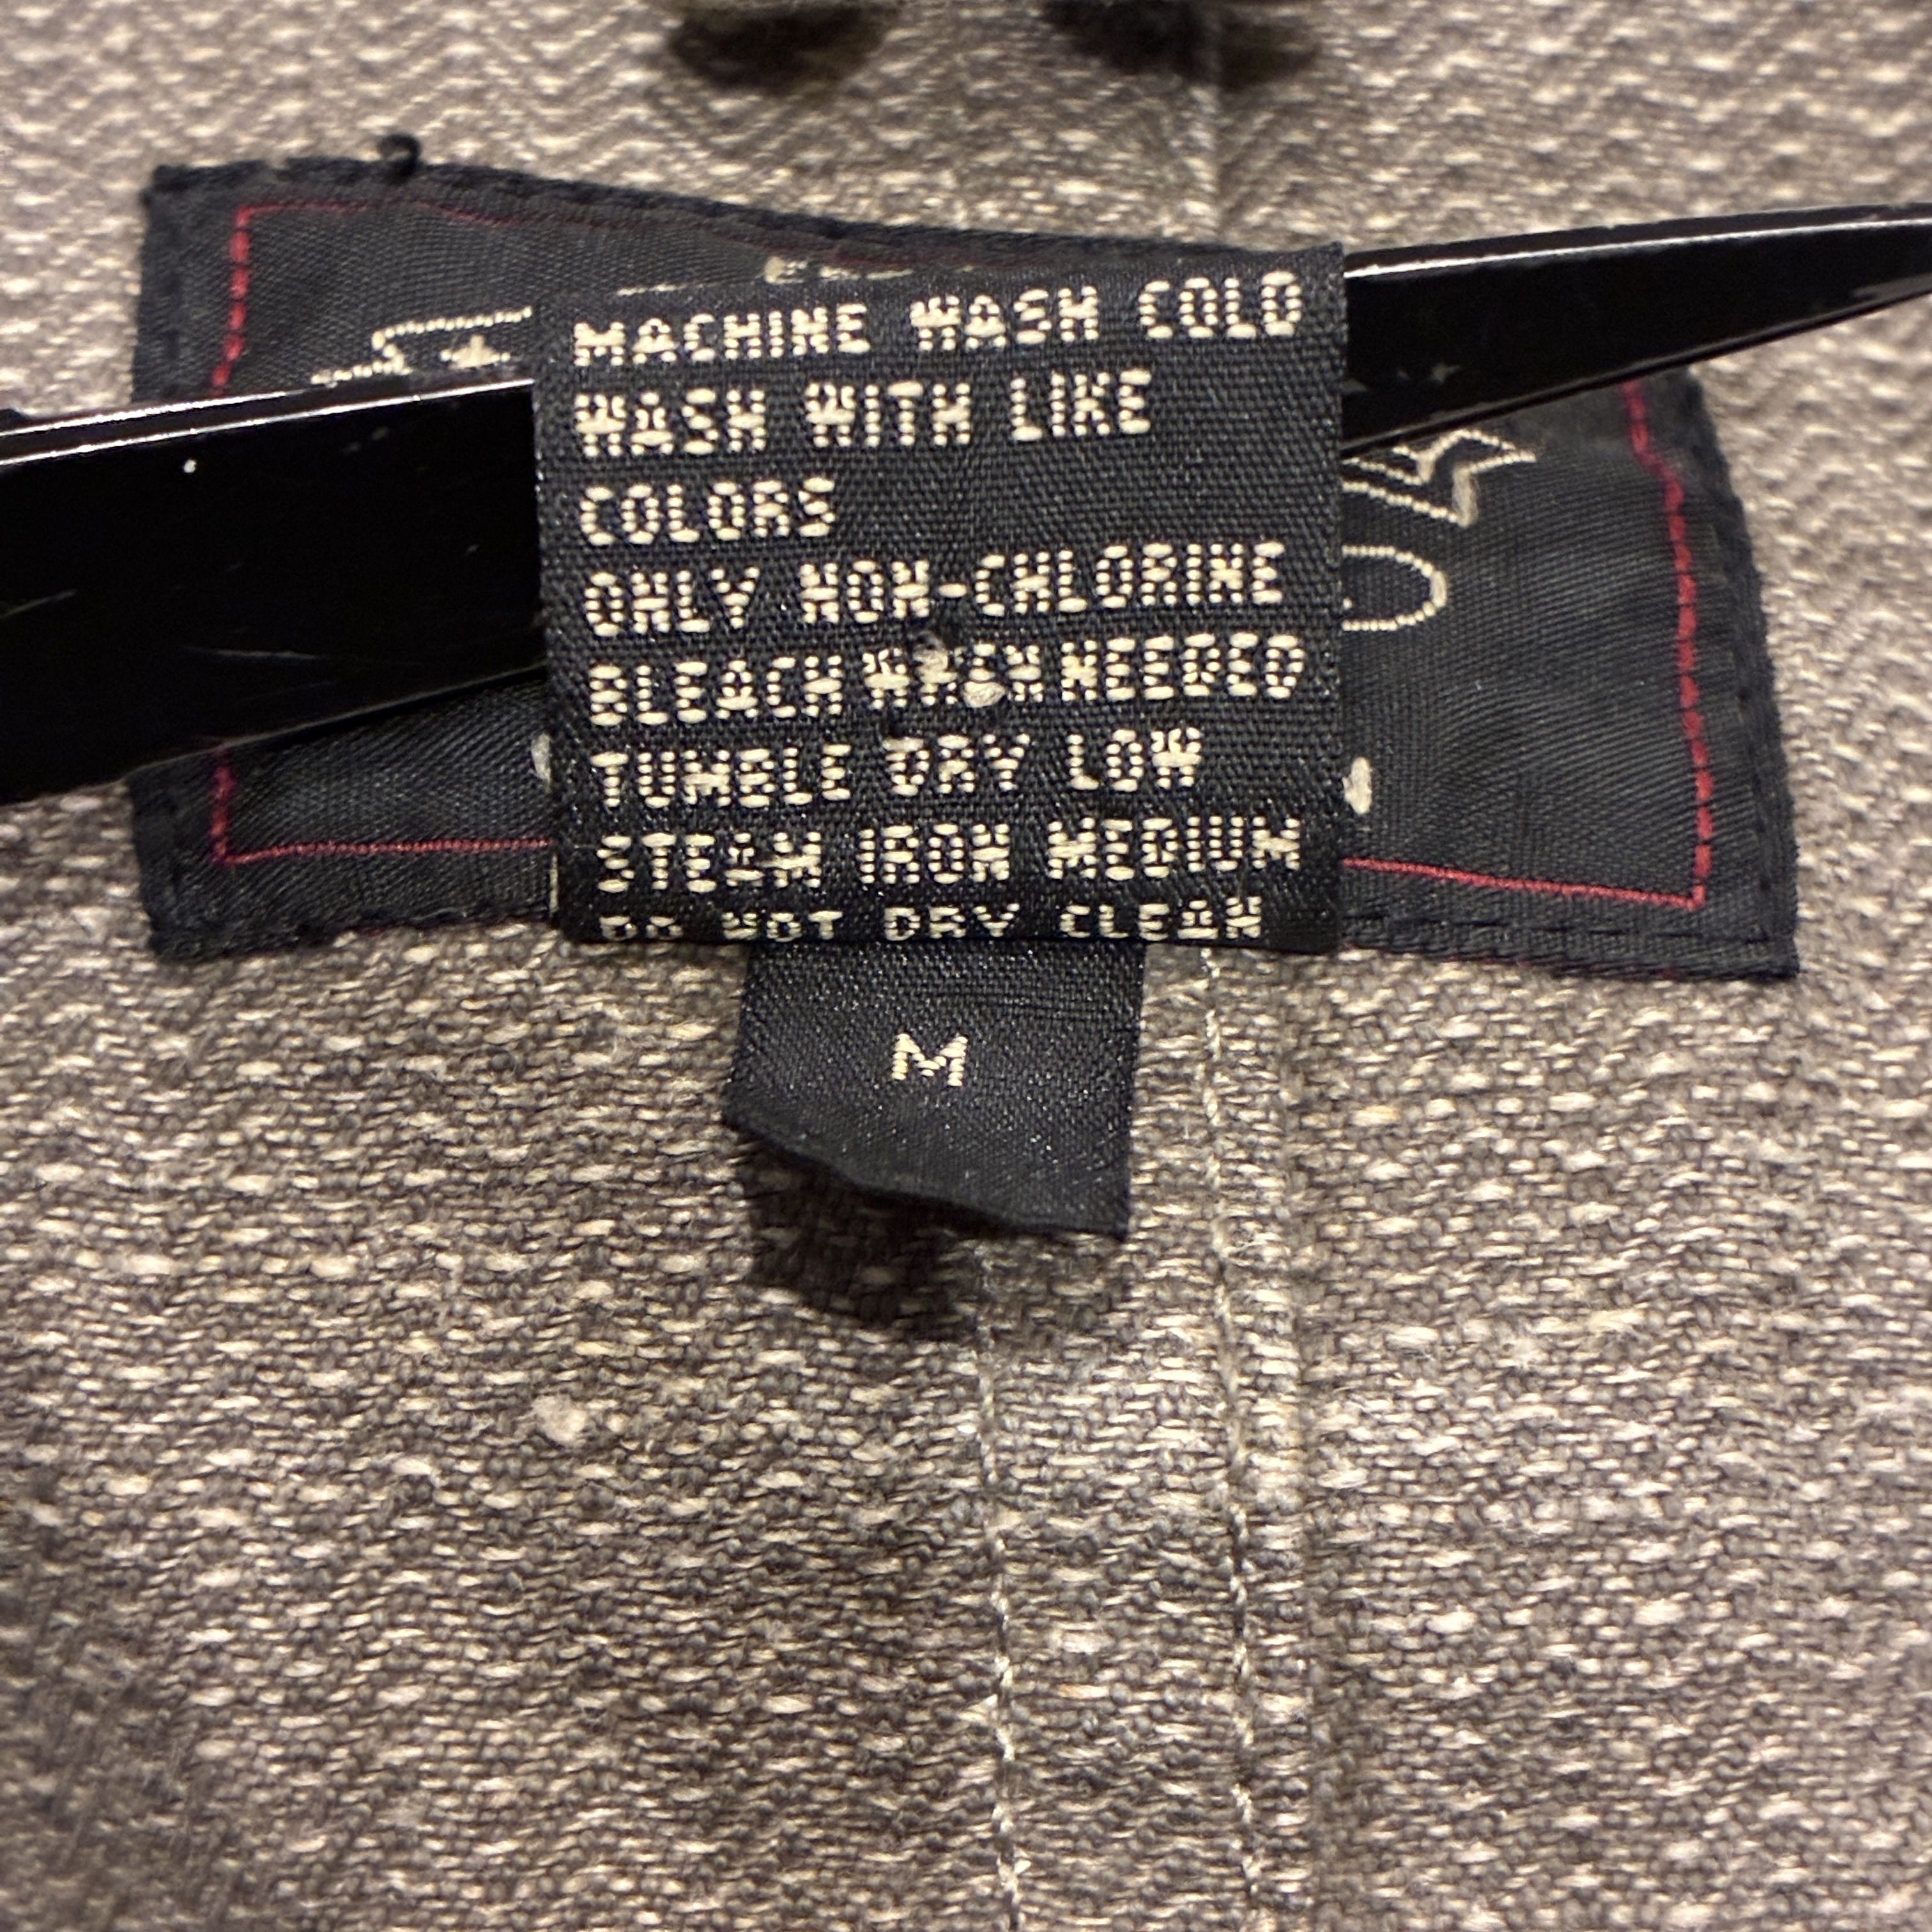 MACHINE WASH COLD
WASH WITH LIKE
COLORS
ONLY NON-CHLORINE
BLEACH WHEN NEEDED
TUMBLE DRY LOW
STEAM IRON MEDIUM
DO NOT DRY CLEAN
M